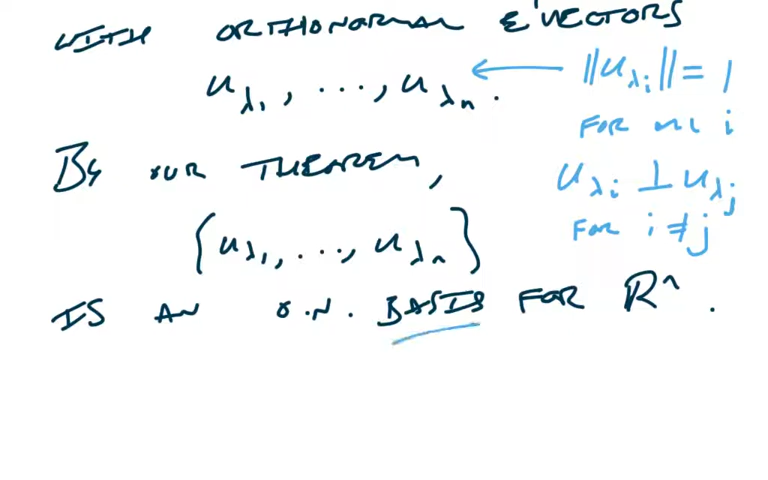 WITH ORTHONORMAL E'VECTORS
u_λ₁, ..., u_λₙ. ← ||u_λᵢ|| = 1
FOR ALL i
BY OUR THEOREM,
u_λᵢ ⊥ u_λⱼ
FOR i ≠ j
{u_λ₁, ..., u_λₙ}
IS AN O.N. BASIS FOR ℝⁿ.